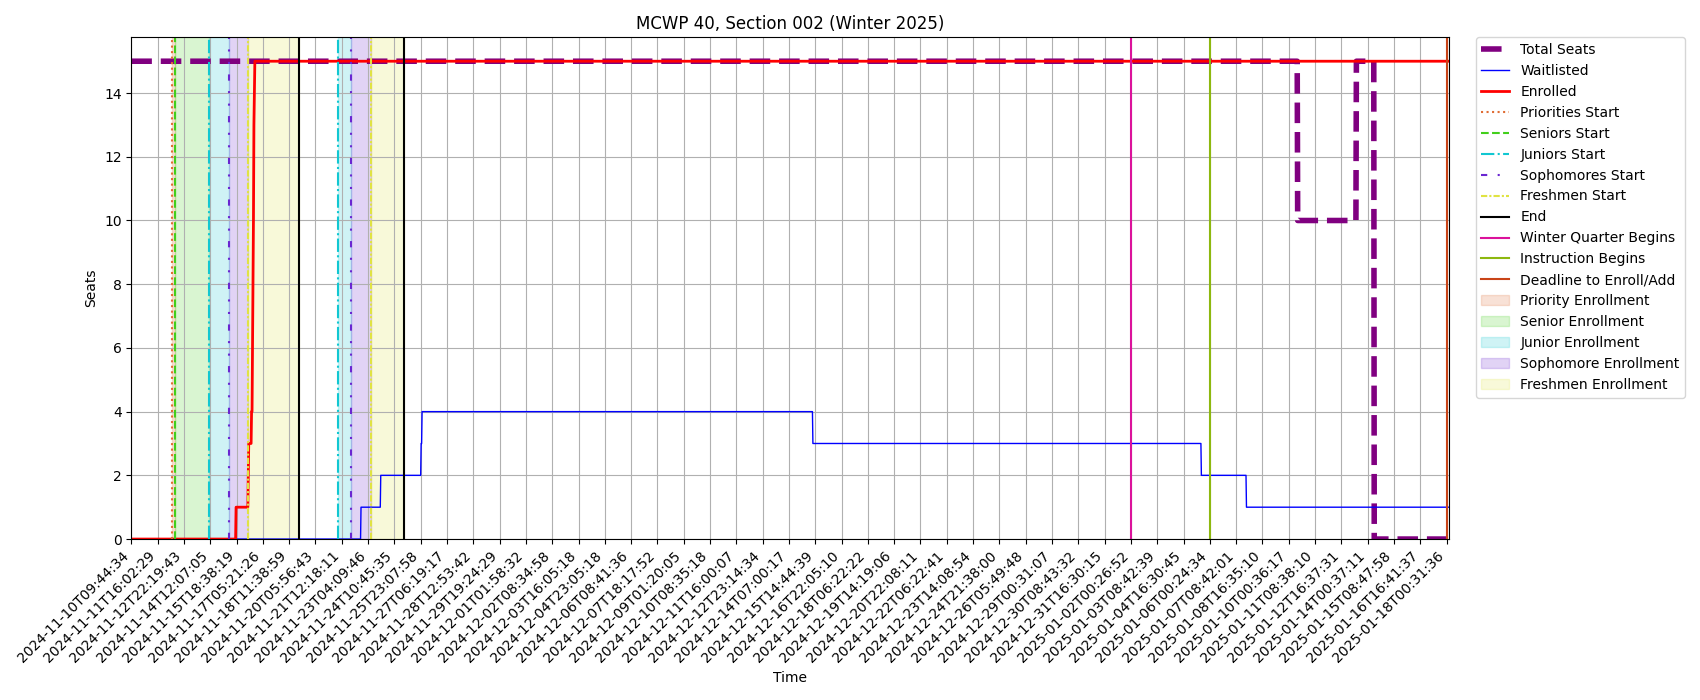 MCWP 40, Section 002 (Winter 2025)
Seats
14
12
10
8
6
4
2
0
2024-11-10T09:44:34
2024-11-11T16:02:29
2024-11-12T22:19:43
2024-11-14T12:07:05
2024-11-15T18:38:19
2024-11-17T05:21:26
2024-11-18T11:38:59
2024-11-20T05:56:43
2024-11-21T12:18:11
2024-11-23T04:09:46
2024-11-24T10:45:35
2024-11-25T23:07:58
2024-11-27T06:19:17
2024-11-28T12:53:42
2024-11-29T19:24:29
2024-12-01T01:58:32
2024-12-02T08:34:58
2024-12-03T16:05:18
2024-12-04T23:05:18
2024-12-06T08:41:36
2024-12-07T18:17:52
2024-12-09T01:20:05
2024-12-10T08:35:18
2024-12-11T16:00:07
2024-12-12T23:14:34
2024-12-14T07:00:17
2024-12-15T14:44:39
2024-12-16T22:05:10
2024-12-18T06:22:22
2024-12-19T14:19:06
2024-12-20T22:08:11
2024-12-22T06:22:41
2024-12-23T14:08:54
2024-12-24T21:38:00
2024-12-26T05:49:48
2024-12-29T00:31:07
2024-12-30T08:43:32
2024-12-31T16:30:15
2025-01-02T00:26:52
2025-01-03T08:42:39
2025-01-04T16:30:45
2025-01-06T00:24:34
2025-01-07T08:42:01
2025-01-08T16:35:10
2025-01-10T00:36:17
2025-01-11T08:38:10
2025-01-12T16:37:31
2025-01-14T00:37:11
2025-01-15T08:47:58
2025-01-16T16:41:37
2025-01-18T00:31:36
Time
Total Seats
Waitlisted
Enrolled
Priorities Start
Seniors Start
Juniors Start
Sophomores Start
Freshmen Start
End
Winter Quarter Begins
Instruction Begins
Deadline to Enroll/Add
Priority Enrollment
Senior Enrollment
Junior Enrollment
Sophomore Enrollment
Freshmen Enrollment